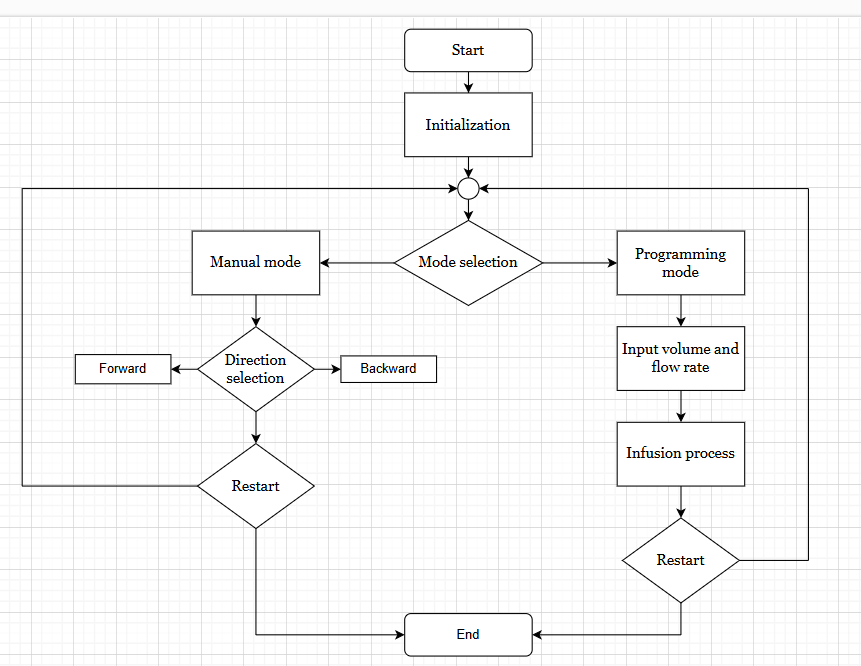 Start
Initialization
Mode selection
Manual mode
Programming
mode
Direction
selection
Forward
Backward
Input volume and
flow rate
Infusion process
Restart
Restart
End